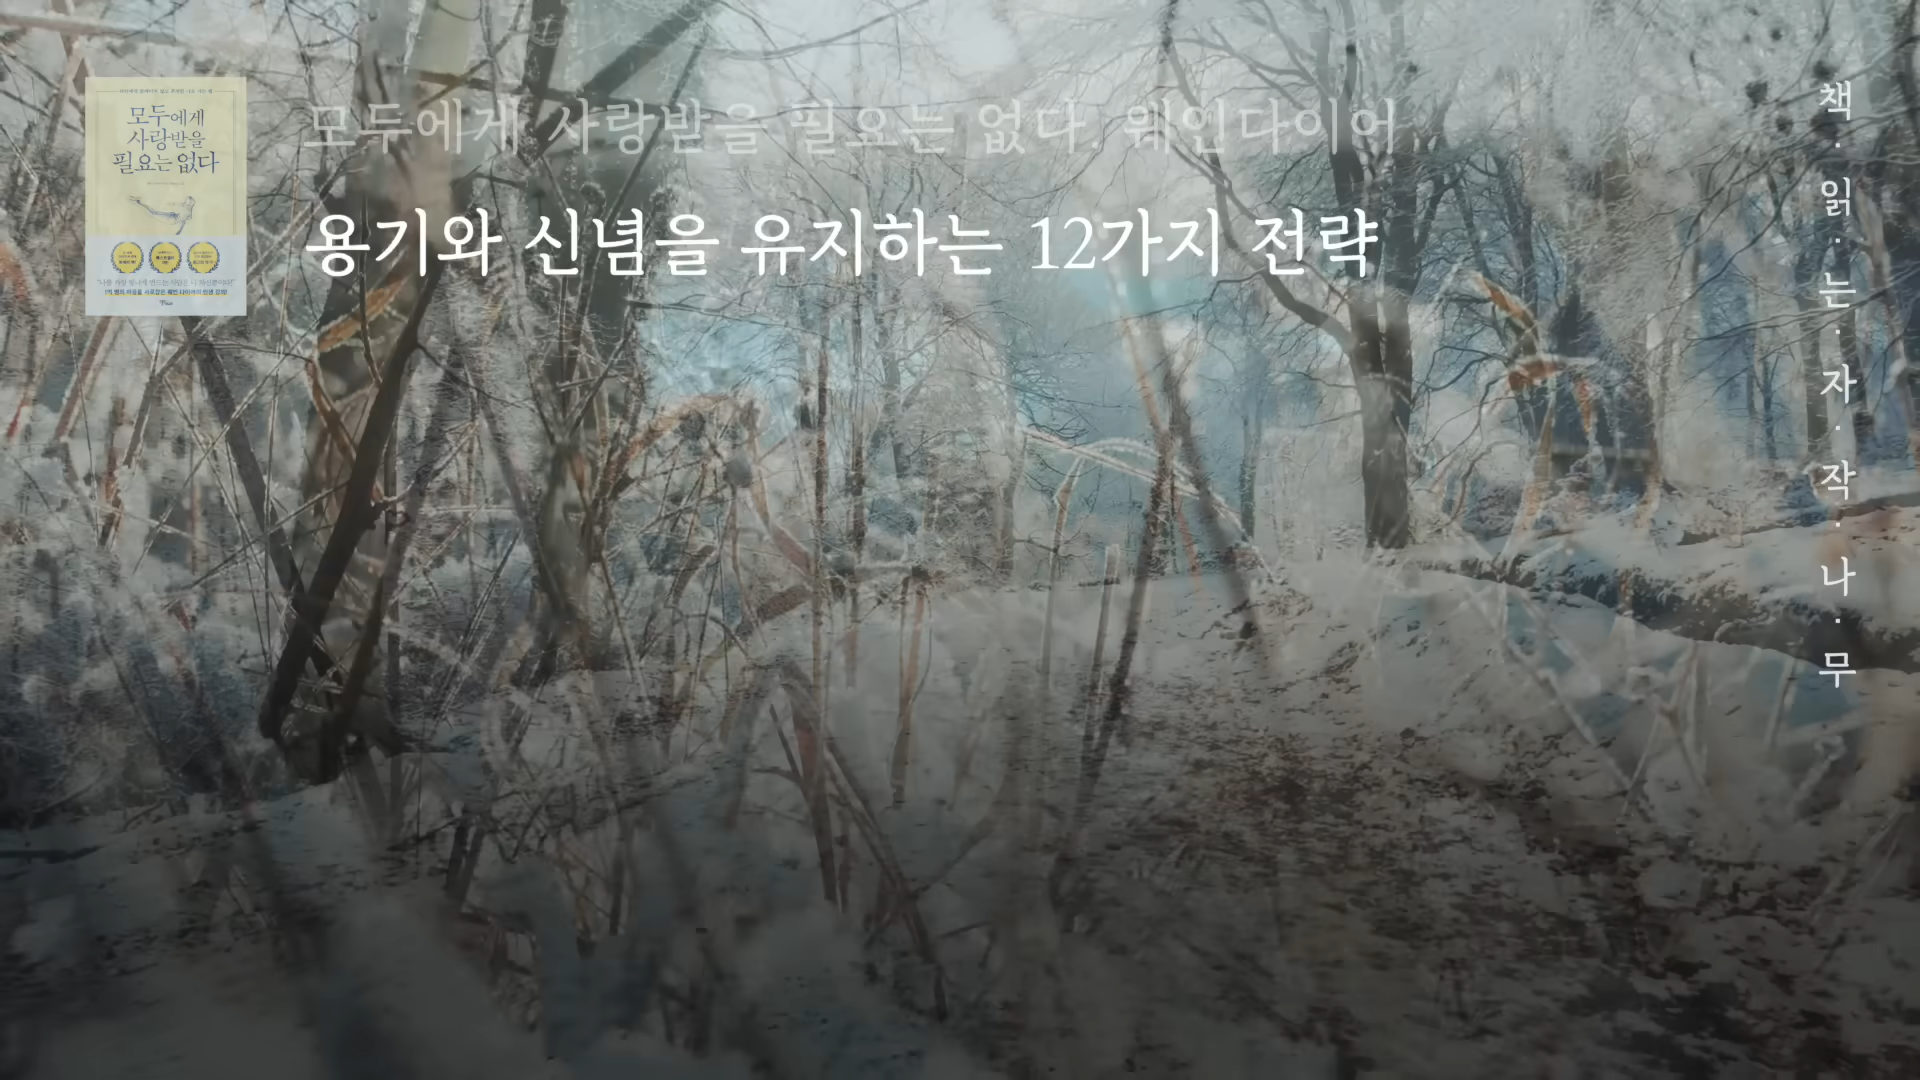 모두에게
사랑받을
필요는 없다
모두에게 사랑받을 필요는 없다. 웨인다이어
용기와 신념을 유지하는 12가지 전략
책·읽·는·자·작·나·무